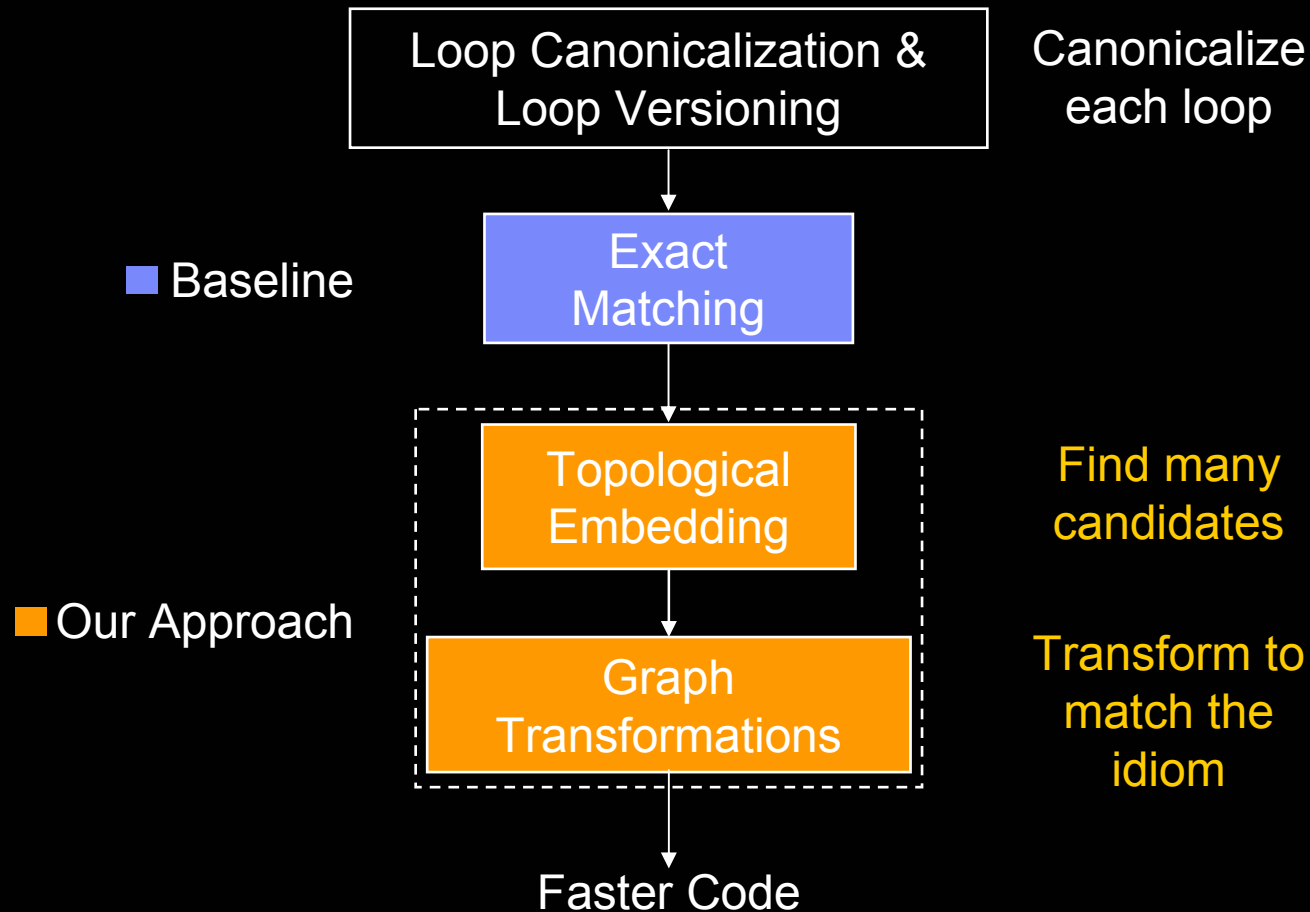 Loop Canonicalization &
Loop Versioning
Canonicalize
each loop
Baseline
Exact
Matching
Topological
Embedding
Find many
candidates
Our Approach
Graph
Transformations
Transform to
match the
idiom
Faster Code